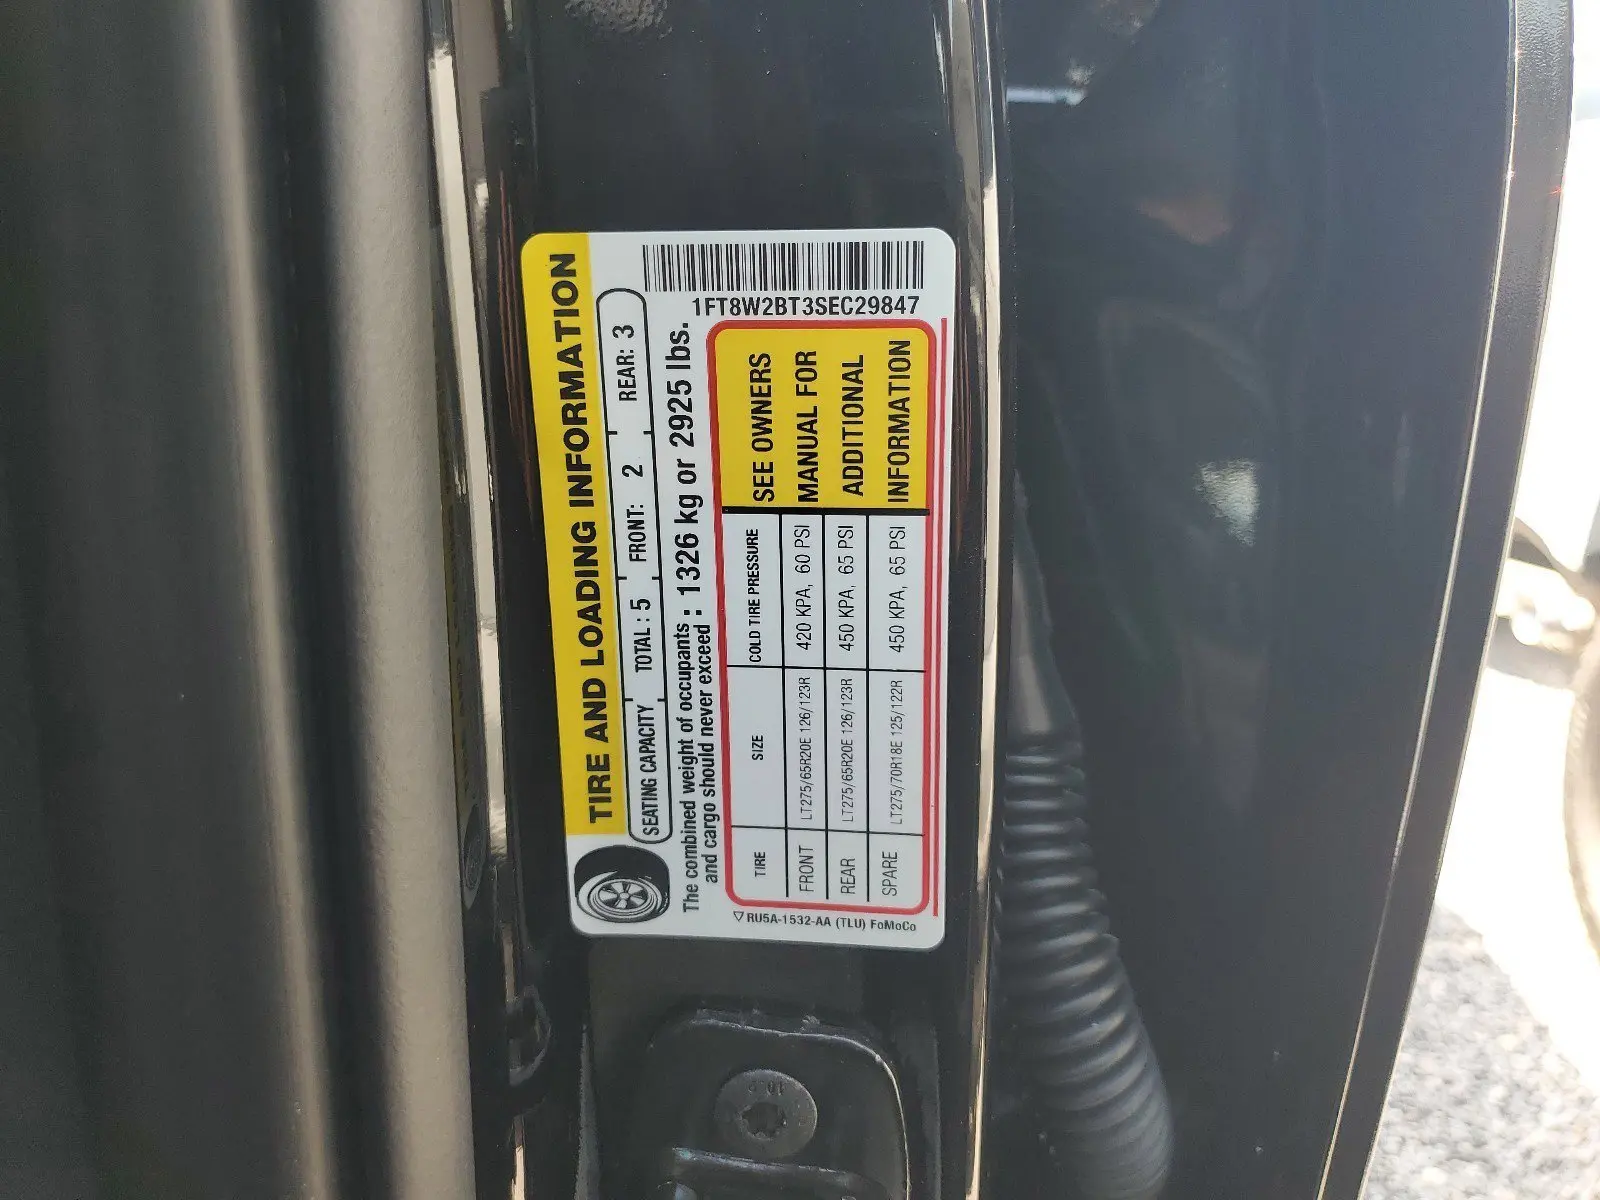 1FT8W2BT3SEC29847
TIRE AND LOADING INFORMATION
SEATING CAPACITY TOTAL : 5 FRONT: 2 REAR: 3
The combined weight of occupants
and cargo should never exceed : 1326 kg or 2925 lbs.
TIRE SIZE COLD TIRE PRESSURE
FRONT LT275/65R20E 126/123R 420 KPA, 60 PSI
REAR LT275/65R20E 126/123R 450 KPA, 65 PSI
SPARE LT275/70R18E 125/122R 450 KPA, 65 PSI
SEE OWNERS
MANUAL FOR
ADDITIONAL
INFORMATION
RU5A-1532-AA (TLU) FoMoCo
10.9